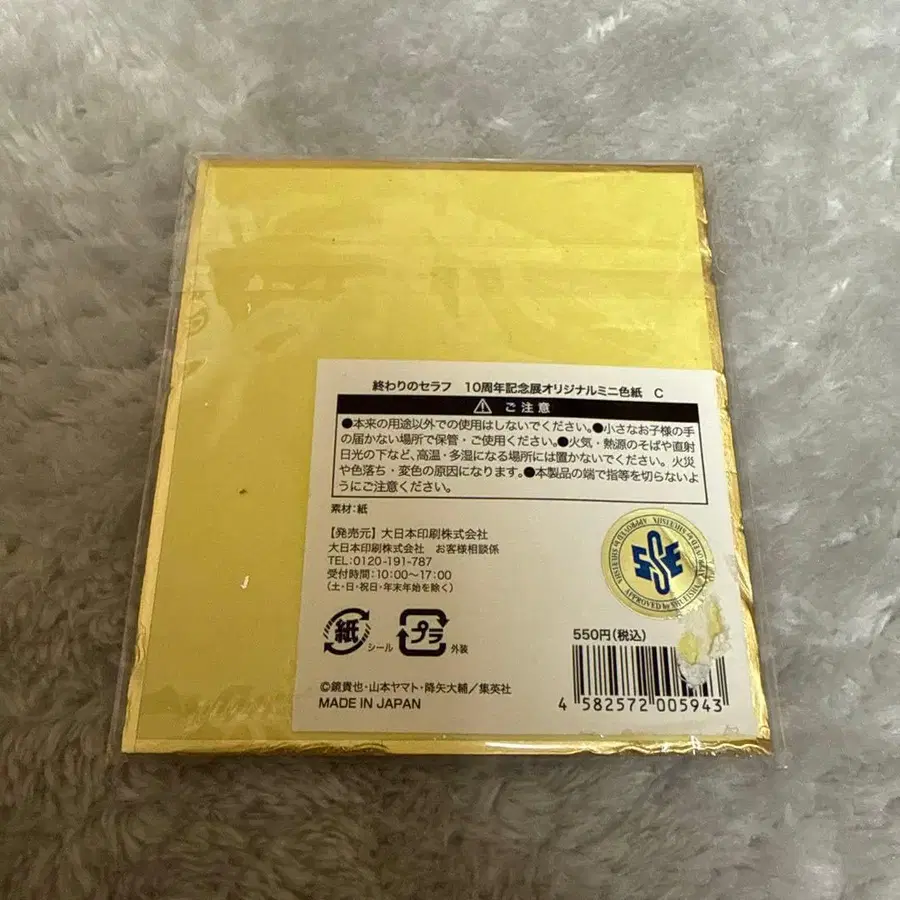 終わりのセラフ 10周年記念展オリジナルミニ色紙 C
ご注意
●本来の用途以外での使用はしないでください。●小さなお子様の手
の届かない場所で保管・ご使用ください。●火気・熱源のそばや直射
日光の下など、高温・多湿になる場所には置かないでください。火災
や色落ち・変色の原因になります。●本製品の端で指等を切らないよ
うにご注意ください。
素材:紙
【発売元】大日本印刷株式会社
大日本印刷株式会社 お客様相談係
TEL:0120-191-787
受付時間:10:00〜17:00
(土・日・祝日・年末年始を除く)
紙 シール プラ 外装
APPROVED by SHUEISHA
550円(税込)
4 582572 005943
©鏡貴也・山本ヤマト・降矢大輔/集英社
MADE IN JAPAN